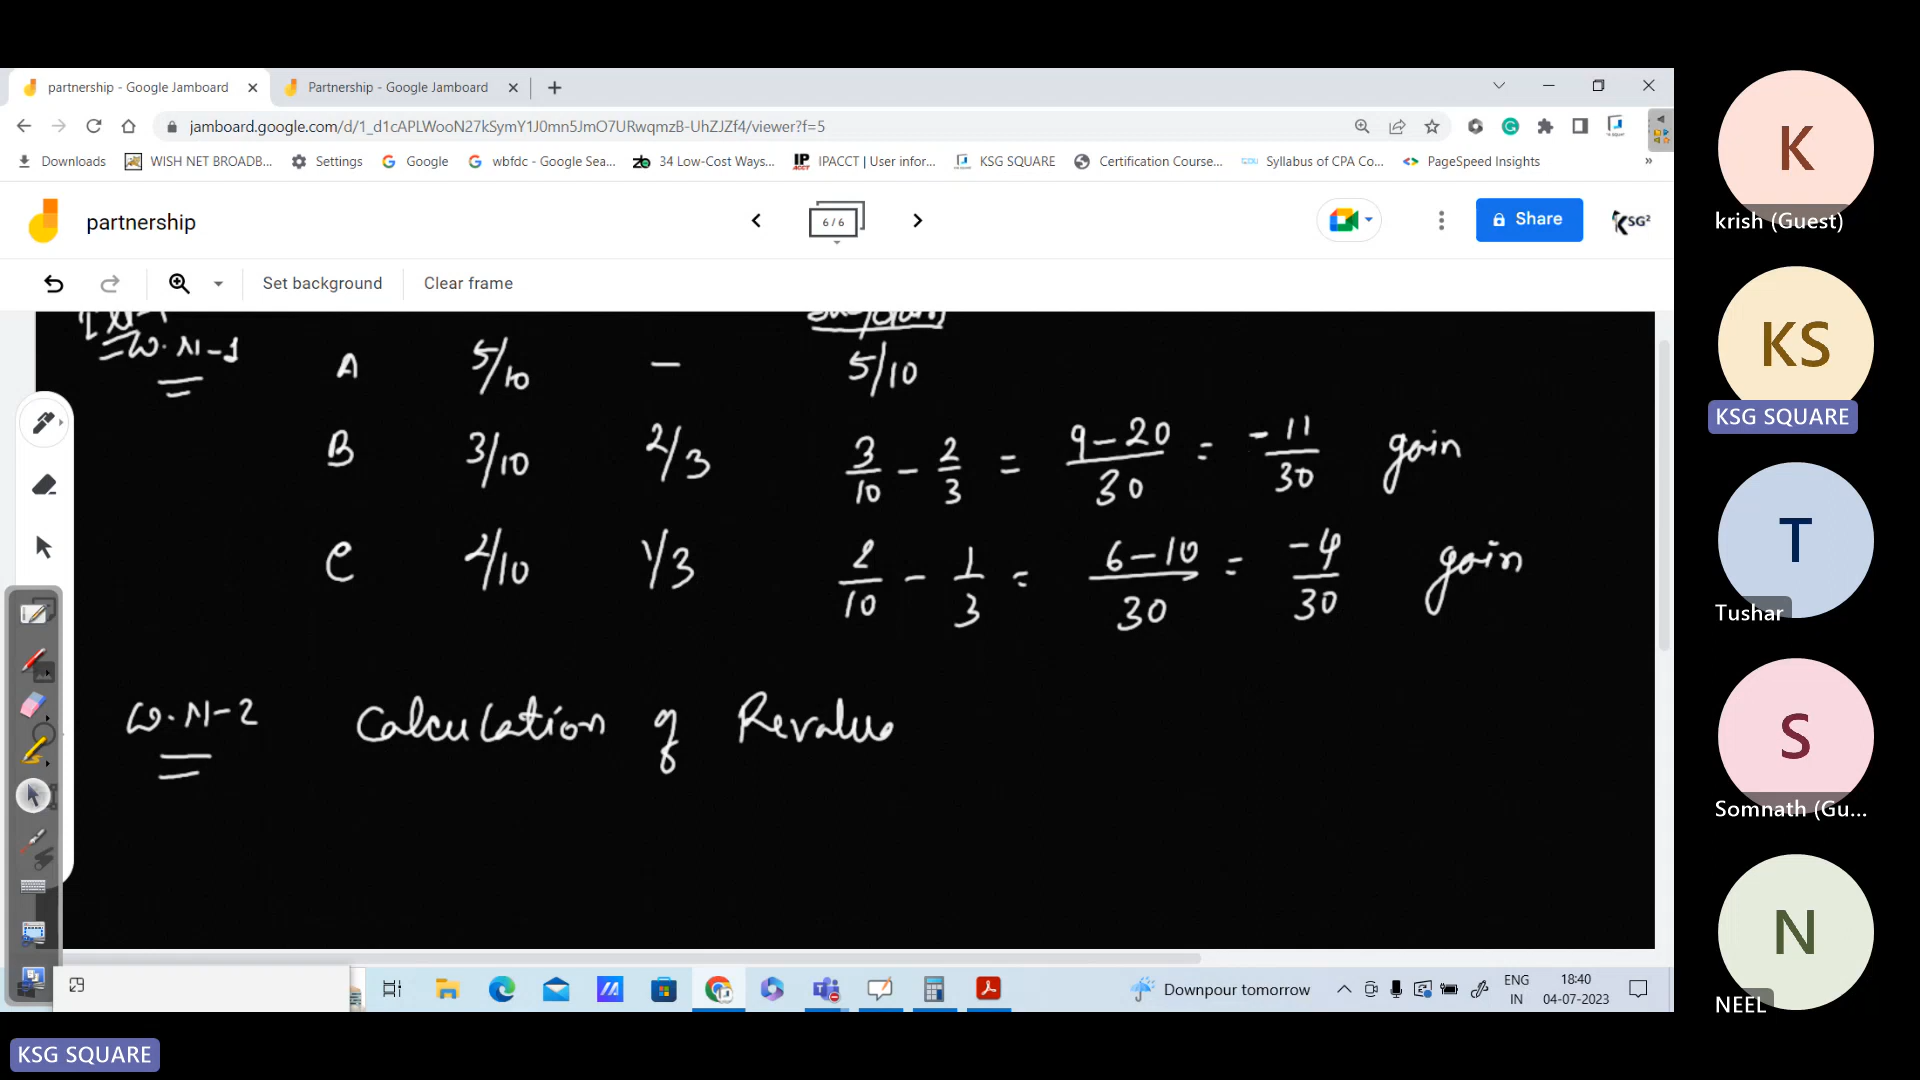 partnership - Google Jamboard
Partnership - Google Jamboard
jamboard.google.com/d/1_d1cAPLWooN27kSymY1J0mn5JmO7URwqmzB-UhZJZf4/viewer?f=5
Downloads WISH NET BROADB... Settings Google wbfdc - Google Sea... 34 Low-Cost Ways... IPACCT | User infor... KSG SQUARE Certification Course... Syllabus of CPA Co... PageSpeed Insights »
partnership
6 / 6
Share
KSG²
Set background
Clear frame
W.N-1
A 5/10 — 5/10
B 3/10 2/3 3/10 - 2/3 = 9-20/30 = -11/30 gain
C 2/10 1/3 2/10 - 1/3 = 6-10/30 = -4/30 gain
W.N-2 Calculation of Revalua
Downpour tomorrow
ENG
IN
18:40
04-07-2023
K
krish (Guest)
KS
KSG SQUARE
T
Tushar
S
Somnath (Gu...
N
NEEL
KSG SQUARE